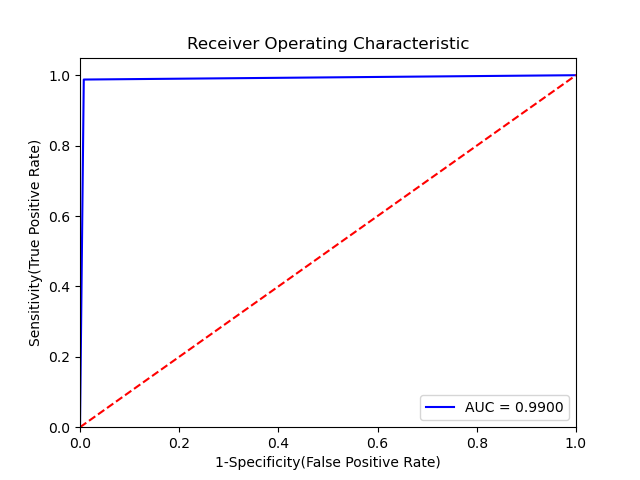 Receiver Operating Characteristic
1.0
0.8
0.6
0.4
0.2
0.0
Sensitivity(True Positive Rate)
AUC = 0.9900
0.0 0.2 0.4 0.6 0.8 1.0
1-Specificity(False Positive Rate)